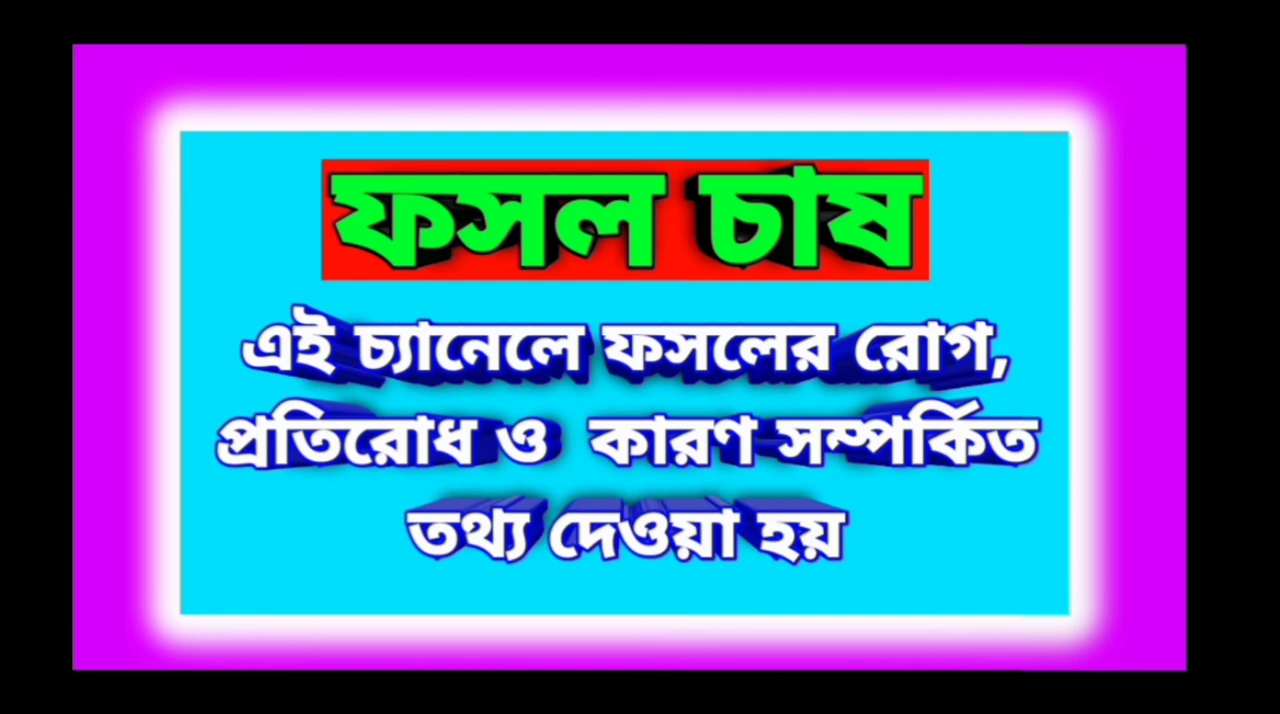 ফসল চাষ
এই চ্যানেলে ফসলের রোগ,
প্রতিরোধ ও কারণ সম্পর্কিত
তথ্য দেওয়া হয়